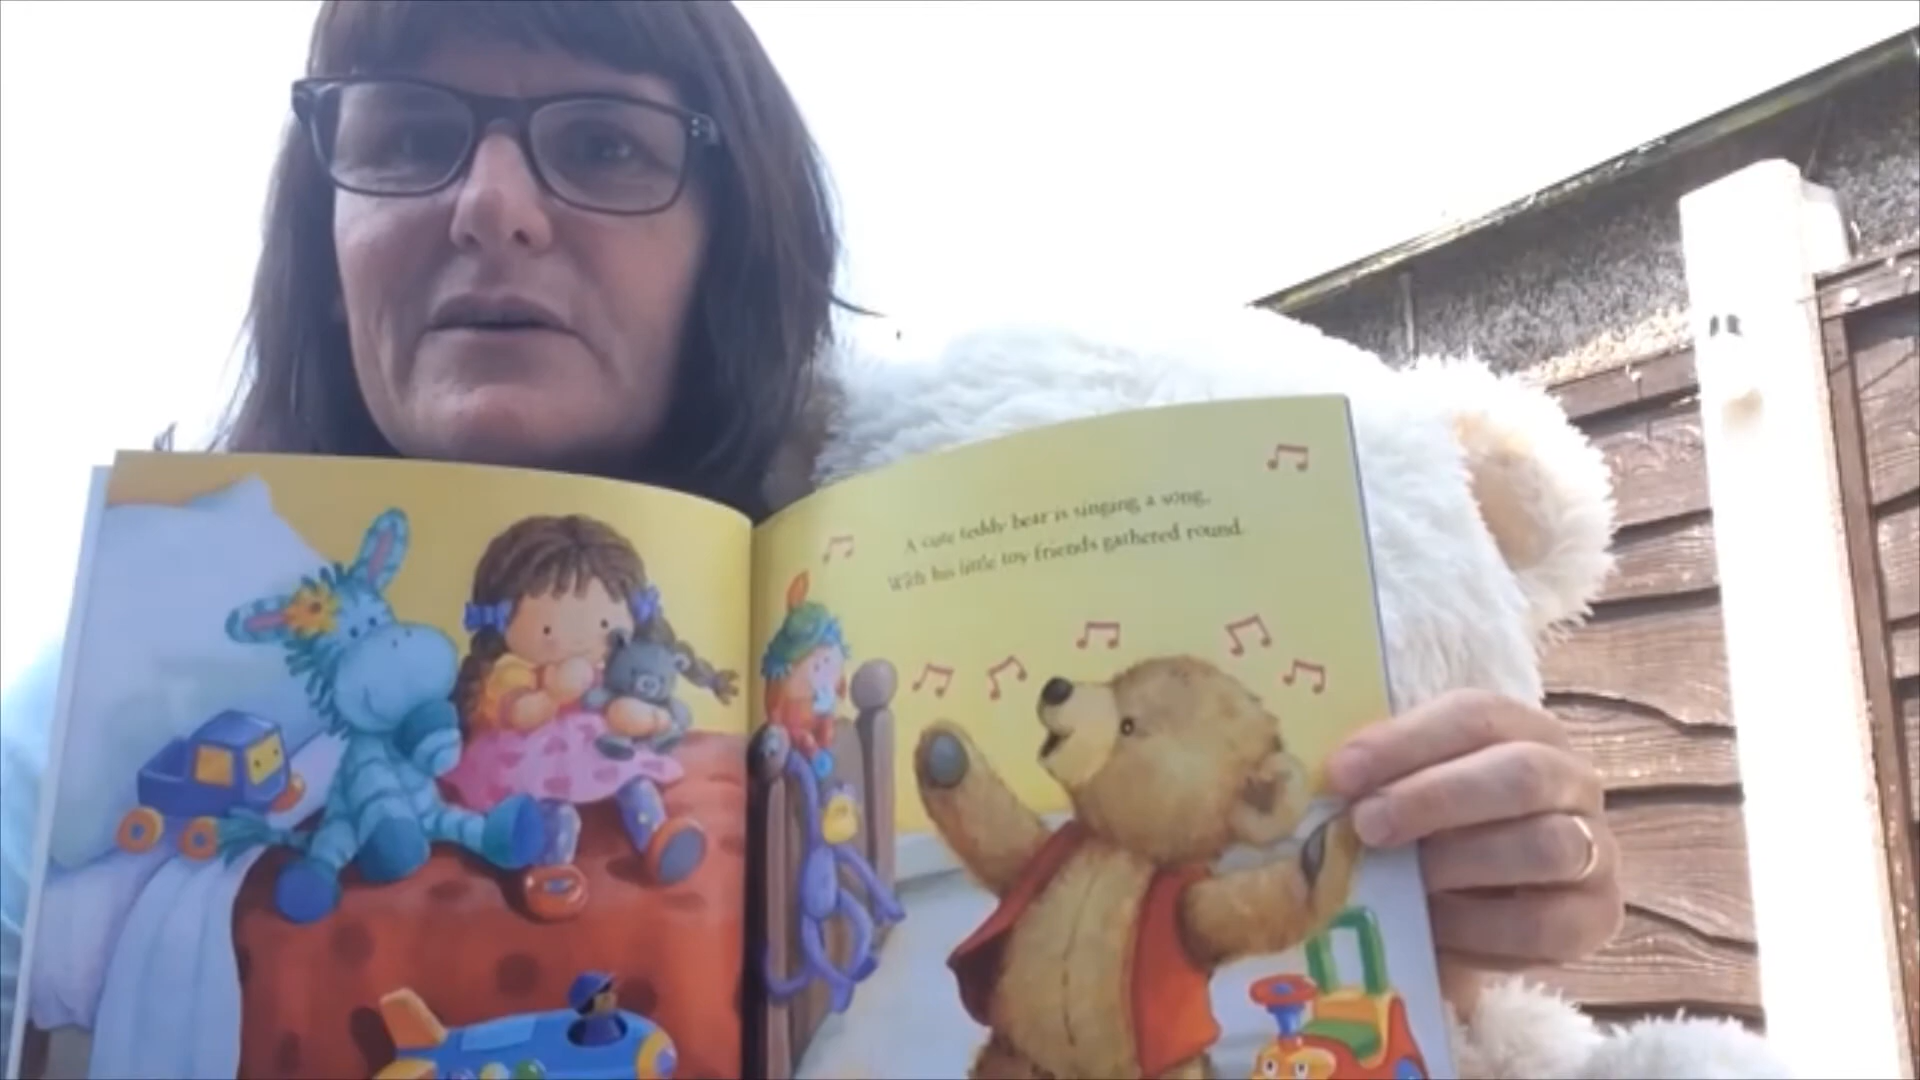 A cute teddy bear is singing a song,
With his little toy friends gathered round.